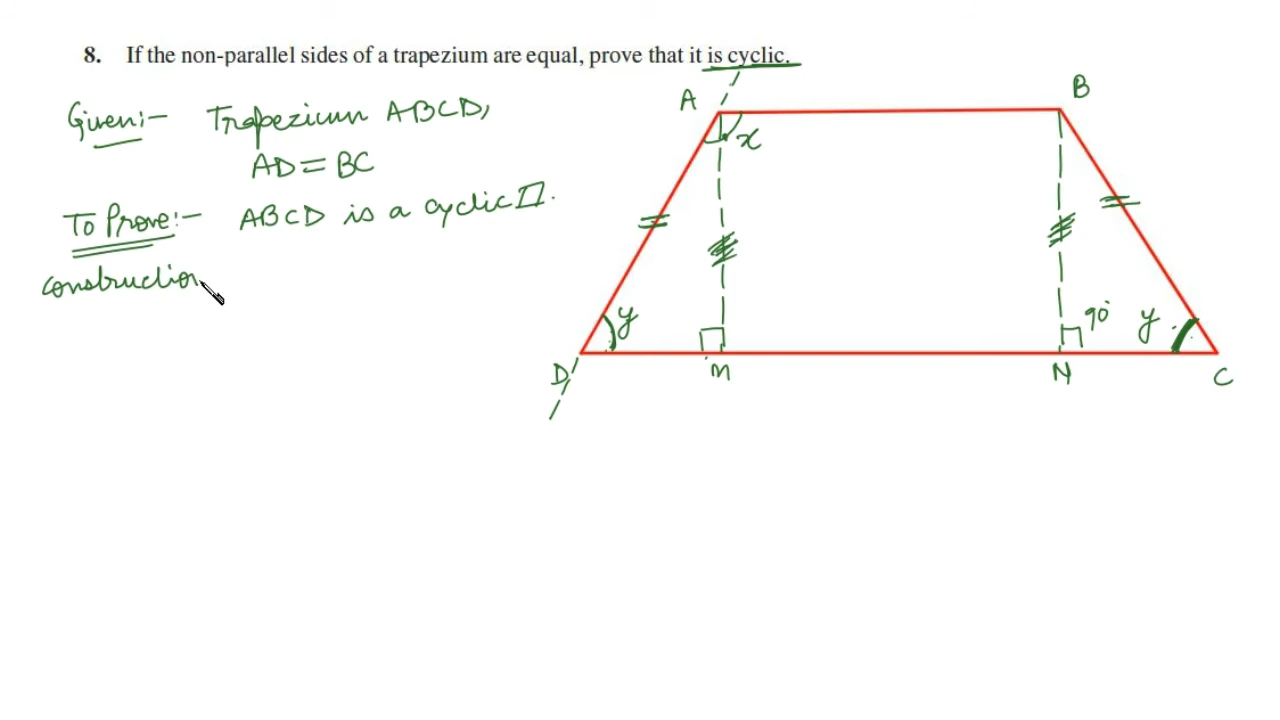 8. If the non-parallel sides of a trapezium are equal, prove that it is cyclic.
Given:- Trapezium ABCD,
AD = BC
To Prove:- ABCD is a cyclic □.
construction
A B
x
y 90° y
D M N C